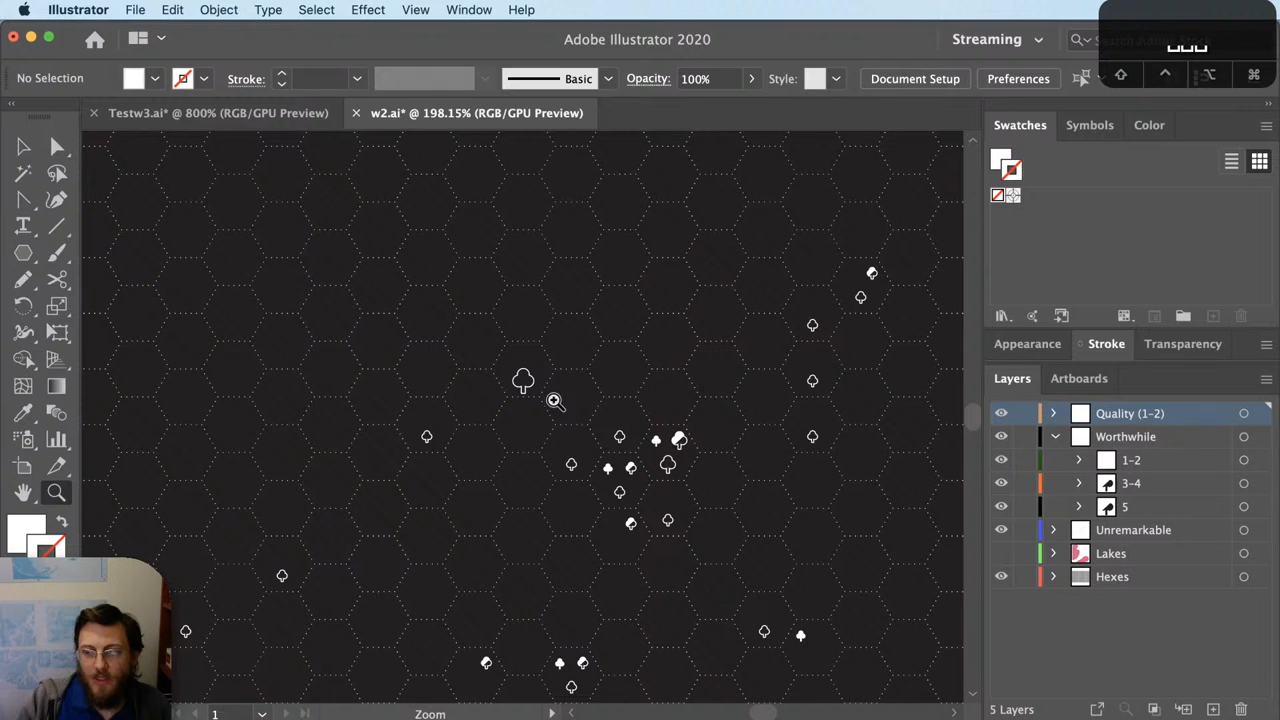 Illustrator File Edit Object Type Select Effect View Window Help
Adobe Illustrator 2020
Streaming
No Selection
Stroke:
Basic
Opacity: 100%
Style:
Document Setup
Preferences
Testw3.ai* @ 800% (RGB/GPU Preview)
w2.ai* @ 198.15% (RGB/GPU Preview)
Swatches Symbols Color
Appearance Stroke Transparency
Layers Artboards
Quality (1-2)
Worthwhile
1-2
3-4
5
Unremarkable
Lakes
Hexes
1
Zoom
5 Layers